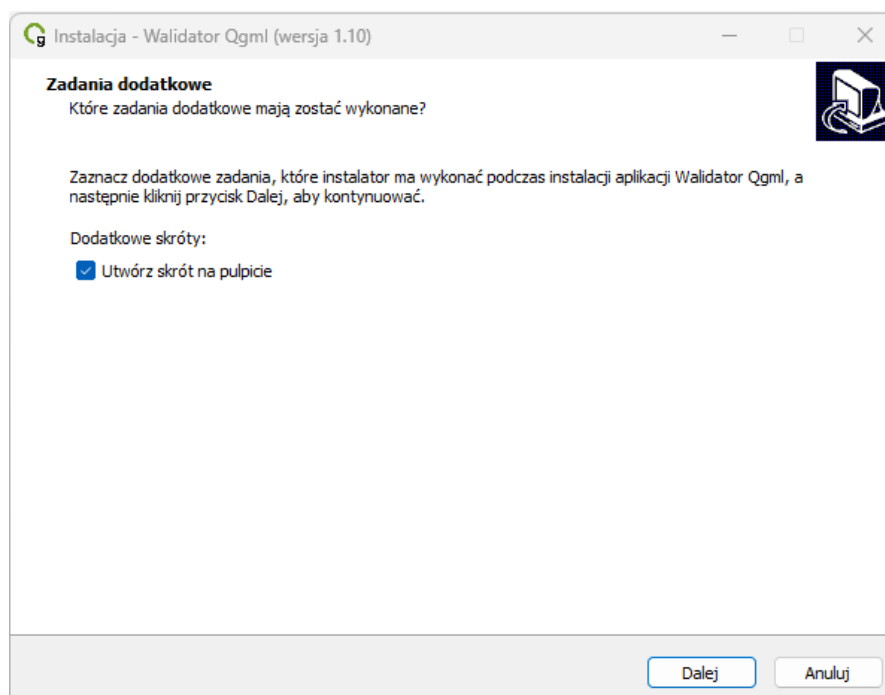 Instalacja - Walidator Qgml (wersja 1.10)
Zadania dodatkowe
Które zadania dodatkowe mają zostać wykonane?
Zaznacz dodatkowe zadania, które instalator ma wykonać podczas instalacji aplikacji Walidator Qgml, a
następnie kliknij przycisk Dalej, aby kontynuować.
Dodatkowe skróty:
Utwórz skrót na pulpicie
Dalej
Anuluj